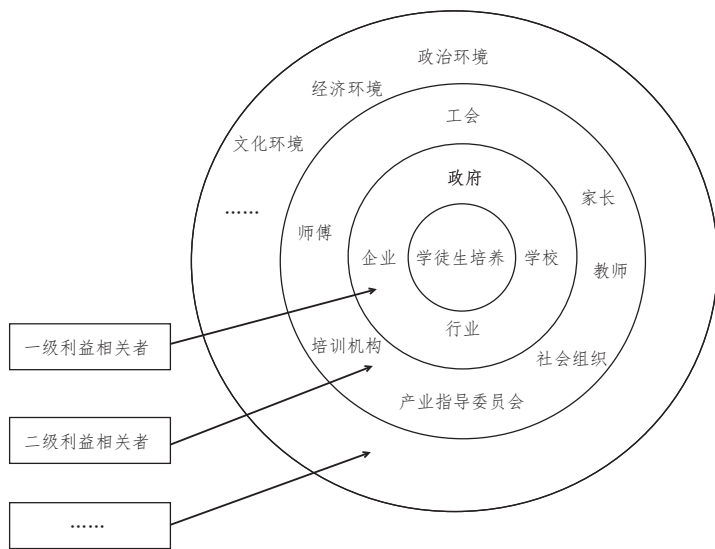 政治环境
经济环境
工会
文化环境
政府
家长
……
师傅
企业
学徒生培养
学校
教师
行业
一级利益相关者
培训机构
社会组织
产业指导委员会
二级利益相关者
……